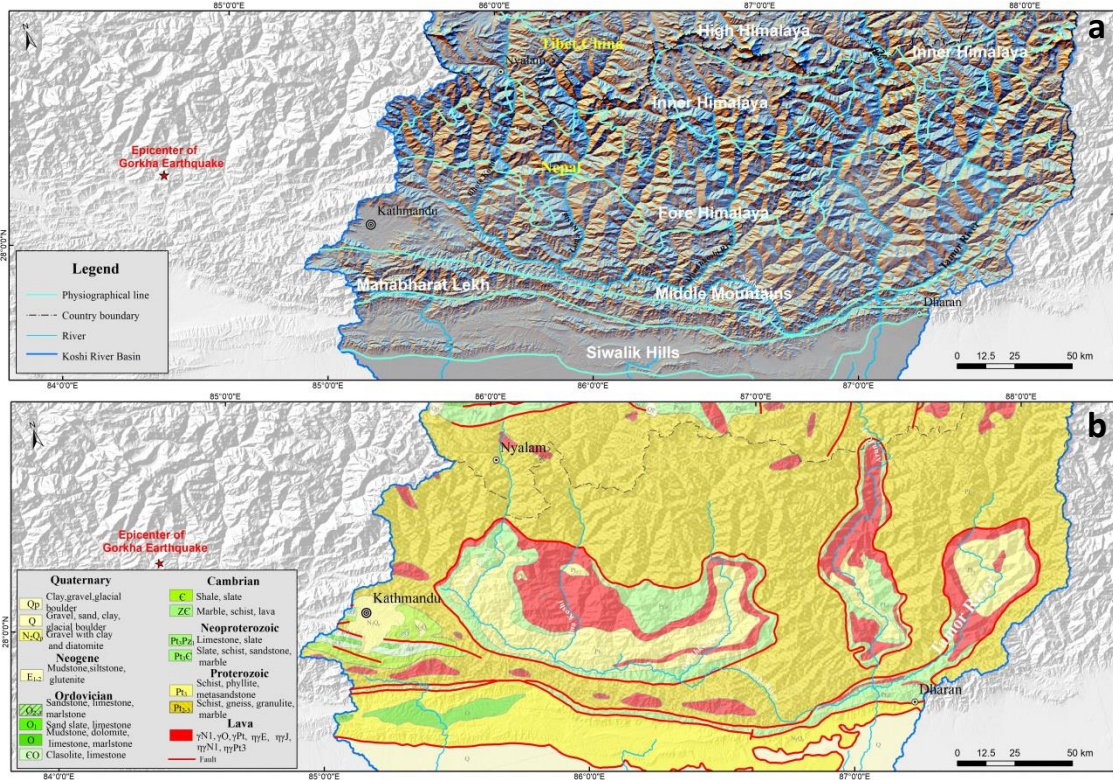 85°0'0"E 86°0'0"E 87°0'0"E 88°0'0"E
a
N
High Himalaya
Tibet,China
Inner Himalaya
Nyalam
Inner Himalaya
Epicenter of
Gorkha Earthquake
Nepal
Kathmandu
Fore Himalaya
28°0'0"N
Legend
Physiographical line
Country boundary
River
Koshi River Basin
Mahabharat Lekh
Middle Mountains
Dharan
Siwalik Hills
0 12.5 25 50 km
84°0'0"E 85°0'0"E 86°0'0"E 87°0'0"E
85°0'0"E 86°0'0"E 87°0'0"E 88°0'0"E
b
N
Nyalam
Epicenter of
Gorkha Earthquake
Kathmandu
28°0'0"N
Quaternary
Qp Clay,gravel,glacial
boulder
Q Gravel, sand, clay,
glacial boulder
Gravel with clay
and diatomite
Neogene
E1-2 Mudstone,siltstone,
glutenite
Ordovician
Sandstone, limestone,
marlstone
O1 Sand slate, limestone
O Mudstone, dolomite,
limestone, marlstone
ЄO Clasolite, limestone
Cambrian
Є Shale, slate
ZЄ Marble, schist, lava
Neoproterozoic
Pt3Pz1 Limestone, slate
Pt3Є Slate, schist, sandstone,
marble
Proterozoic
Pt3 Schist, phyllite,
metasandstone
Pt2-3 Schist, gneiss, granulite,
marble
Lava
γN1, γO, γPt, ηγE, ηγJ,
ηγN1, ηγPt3
Fault
Dharan
0 12.5 25 50 km
84°0'0"E 85°0'0"E 86°0'0"E 87°0'0"E